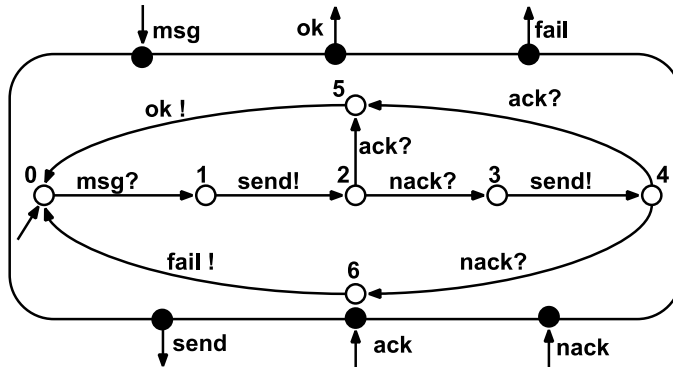 msg ok fail
5
ok ! ack?
ack?
0 1 2 3 4
msg? send! nack? send!
fail ! 6 nack?
send ack nack